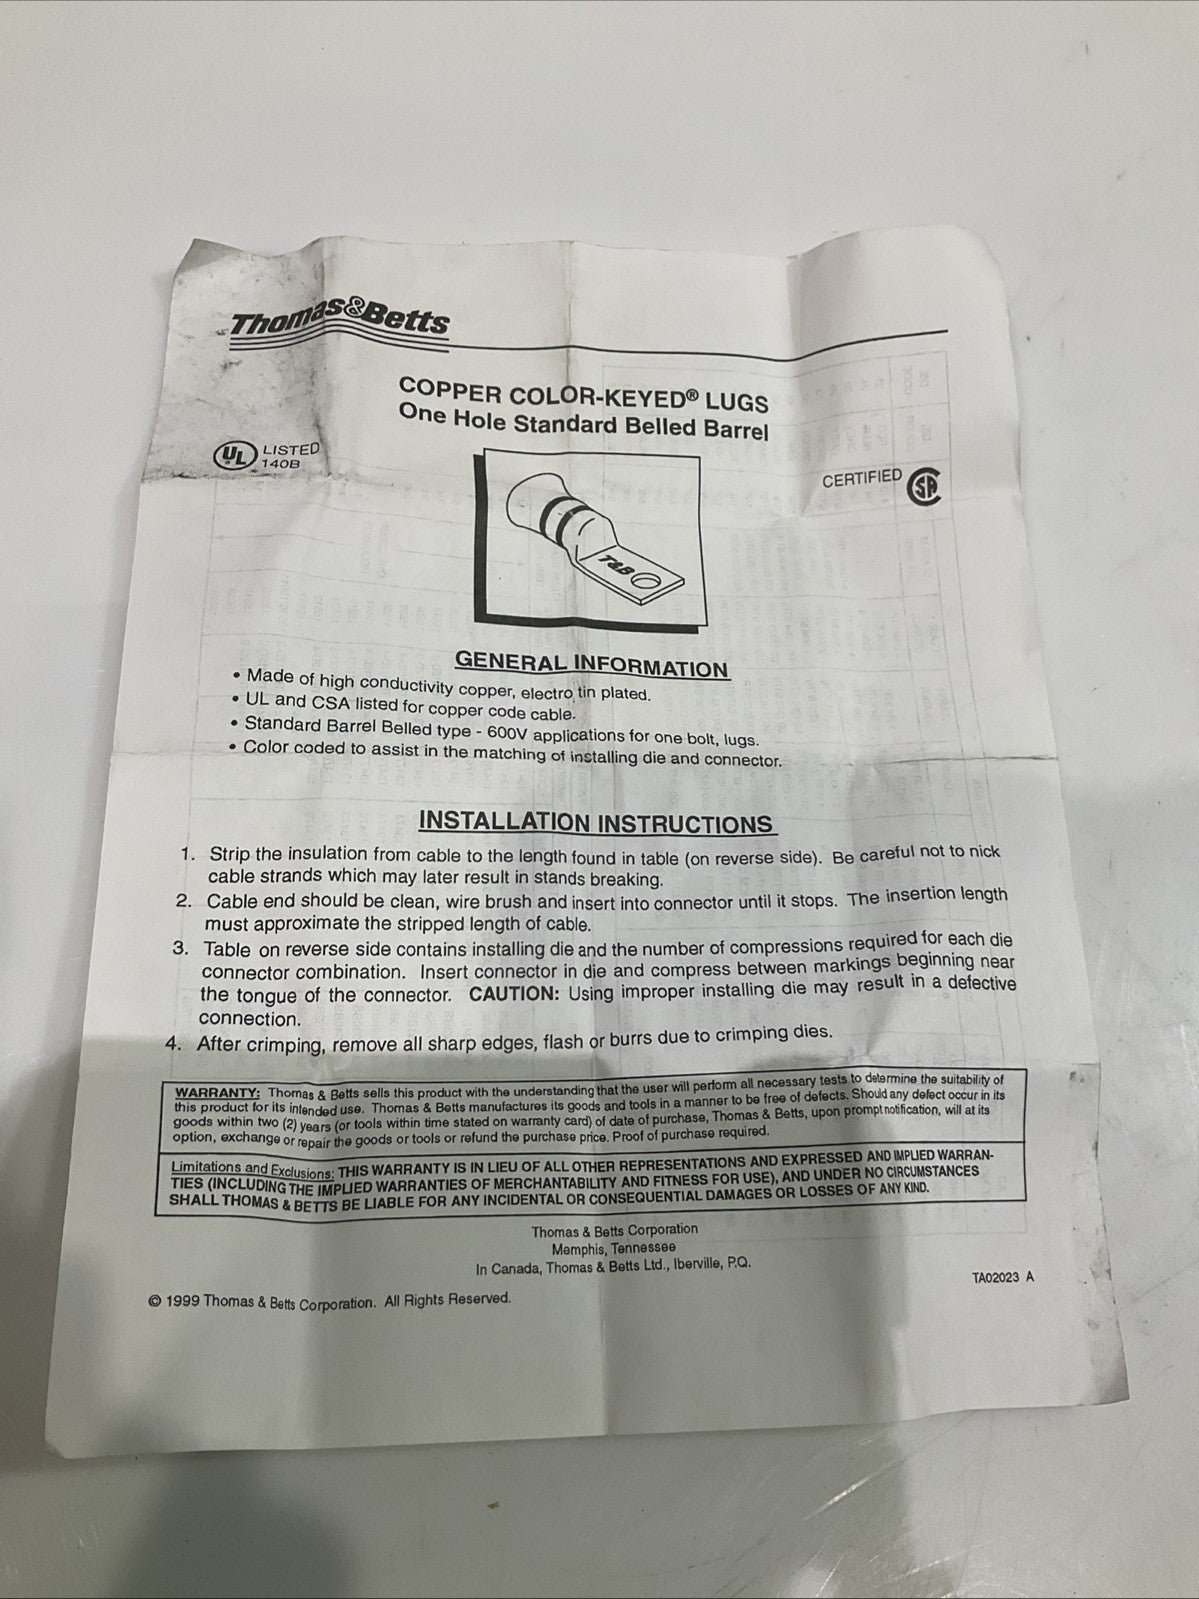 Thomas&Betts
COPPER COLOR-KEYED® LUGS
One Hole Standard Belled Barrel
UL LISTED
140B
CERTIFIED SA
T&B
GENERAL INFORMATION
• Made of high conductivity copper, electro tin plated.
• UL and CSA listed for copper code cable.
• Standard Barrel Belled type - 600V applications for one bolt, lugs.
• Color coded to assist in the matching of installing die and connector.
INSTALLATION INSTRUCTIONS
1. Strip the insulation from cable to the length found in table (on reverse side). Be careful not to nick
cable strands which may later result in stands breaking.
2. Cable end should be clean, wire brush and insert into connector until it stops. The insertion length
must approximate the stripped length of cable.
3. Table on reverse side contains installing die and the number of compressions required for each die
connector combination. Insert connector in die and compress between markings beginning near
the tongue of the connector. CAUTION: Using improper installing die may result in a defective
connection.
4. After crimping, remove all sharp edges, flash or burrs due to crimping dies.
WARRANTY: Thomas & Betts sells this product with the understanding that the user will perform all necessary tests to determine the suitability of
this product for its intended use. Thomas & Betts manufactures its goods and tools in a manner to be free of defects. Should any defect occur in its
goods within two (2) years (or tools within time stated on warranty card) of date of purchase, Thomas & Betts, upon prompt notification, will at its
option, exchange or repair the goods or tools or refund the purchase price. Proof of purchase required.
Limitations and Exclusions: THIS WARRANTY IS IN LIEU OF ALL OTHER REPRESENTATIONS AND EXPRESSED AND IMPLIED WARRAN-
TIES (INCLUDING THE IMPLIED WARRANTIES OF MERCHANTABILITY AND FITNESS FOR USE), AND UNDER NO CIRCUMSTANCES
SHALL THOMAS & BETTS BE LIABLE FOR ANY INCIDENTAL OR CONSEQUENTIAL DAMAGES OR LOSSES OF ANY KIND.
Thomas & Betts Corporation
Memphis, Tennessee
In Canada, Thomas & Betts Ltd., Iberville, P.Q.
TA02023 A
© 1999 Thomas & Betts Corporation. All Rights Reserved.